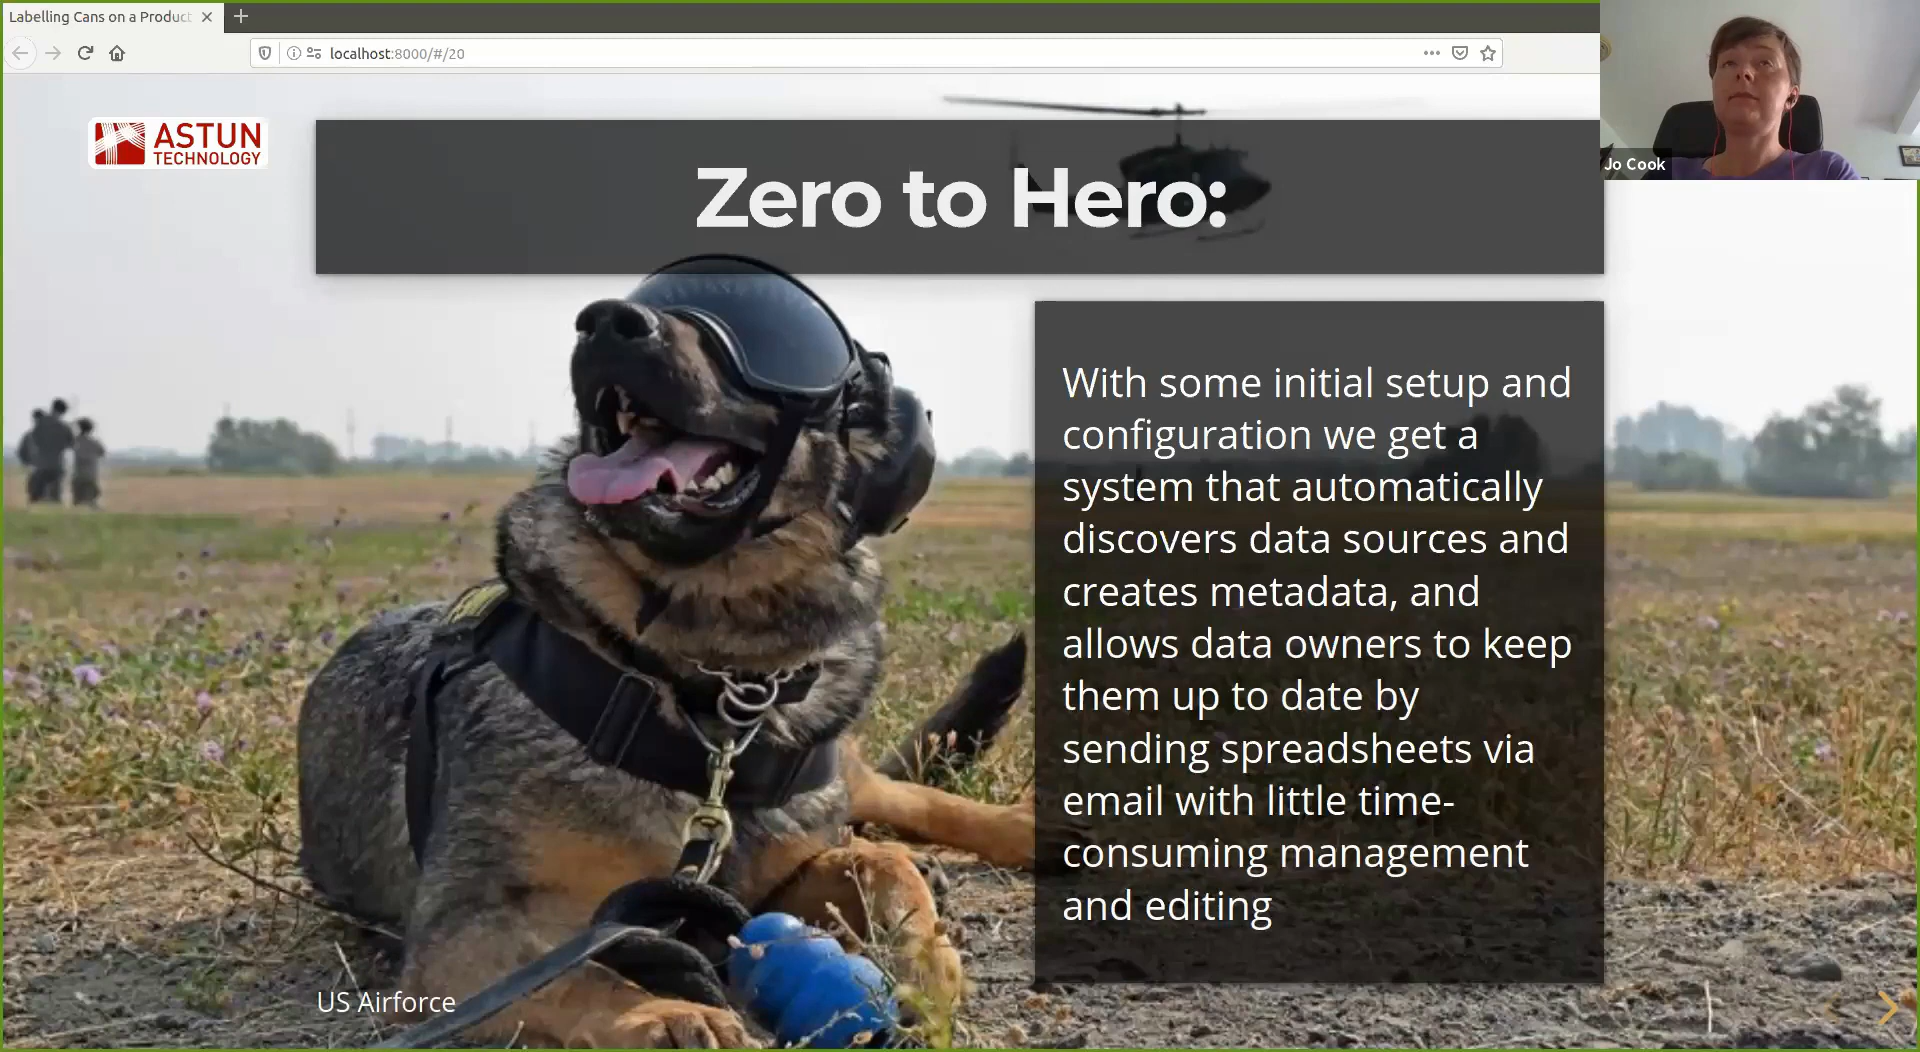 Labelling Cans on a Product
localhost:8000/#/20
ASTUN
TECHNOLOGY
Zero to Hero:
Jo Cook
With some initial setup and
configuration we get a
system that automatically
discovers data sources and
creates metadata, and
allows data owners to keep
them up to date by
sending spreadsheets via
email with little time-
consuming management
and editing
US Airforce